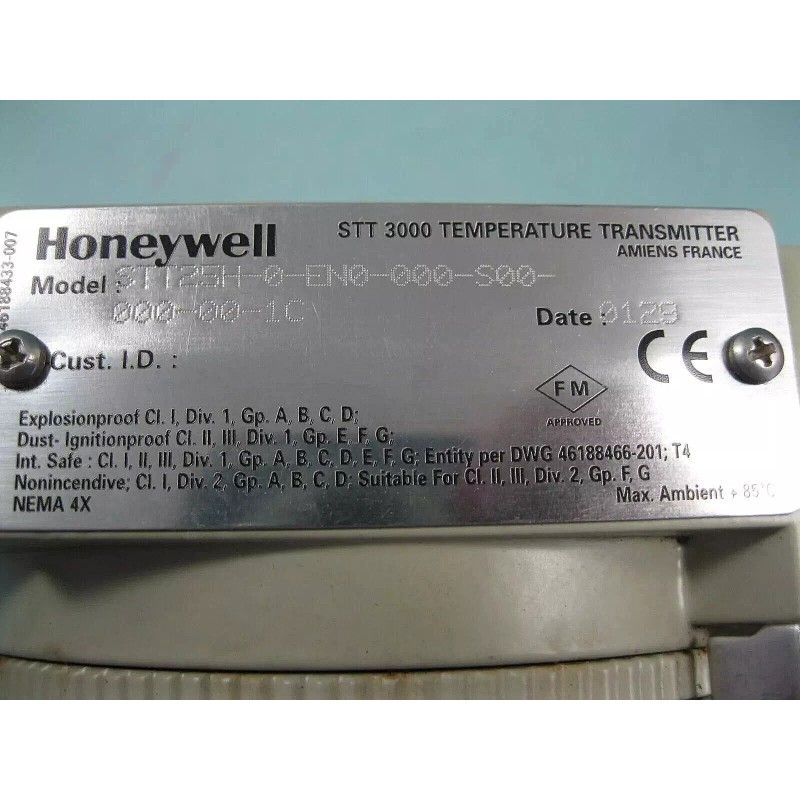 Honeywell
STT 3000 TEMPERATURE TRANSMITTER
AMIENS FRANCE
46188433-007
Model : STT25H-0-EN0-000-S00-
000-00-1C
Date : 0129
Cust. I.D. :
CE
FM
APPROVED
Explosionproof Cl. I, Div. 1, Gp. A, B, C, D;
Dust- Ignitionproof Cl. II, III, Div. 1, Gp. E, F, G;
Int. Safe : Cl. I, II, III, Div. 1, Gp. A, B, C, D, E, F, G; Entity per DWG 46188466-201; T4
Nonincendive; Cl. I, Div. 2, Gp. A, B, C, D: Suitable For Cl. II, III, Div. 2, Gp. F, G
NEMA 4X
Max. Ambient + 85°C